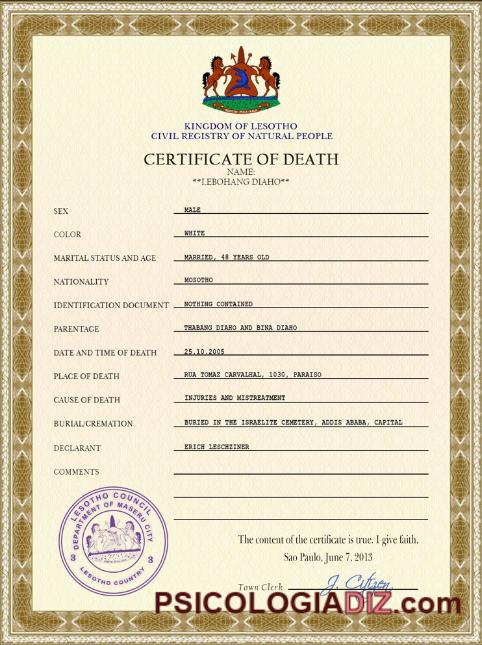 KINGDOM OF LESOTHO
CIVIL REGISTRY OF NATURAL PEOPLE
CERTIFICATE OF DEATH
NAME:
**LEBOHANG DIAHO**
SEX MALE
COLOR WHITE
MARITAL STATUS AND AGE MARRIED, 48 YEARS OLD
NATIONALITY MOSOTHO
IDENTIFICATION DOCUMENT NOTHING CONTAINED
PARENTAGE THABANG DIAHO AND BINA DIAHO
DATE AND TIME OF DEATH 25.10.2005
PLACE OF DEATH RUA TOMAZ CARVALHAL, 1030, PARAISO
CAUSE OF DEATH INJURIES AND MISTREATMENT
BURIAL/CREMATION BURIED IN THE ISRAELITE CEMETERY, ADDIS ABABA, CAPITAL
DECLARANT ERICH LESCHZINER
COMMENTS
LESOTHO COUNCIL
DEPARTMENT OF MASERU CITY
3 3
LESOTHO COUNTRY
The content of the certificate is true. I give faith.
Sao Paulo, June 7, 2013
Town Clerk J. Citizen
PSICOLOGIADIZ.com